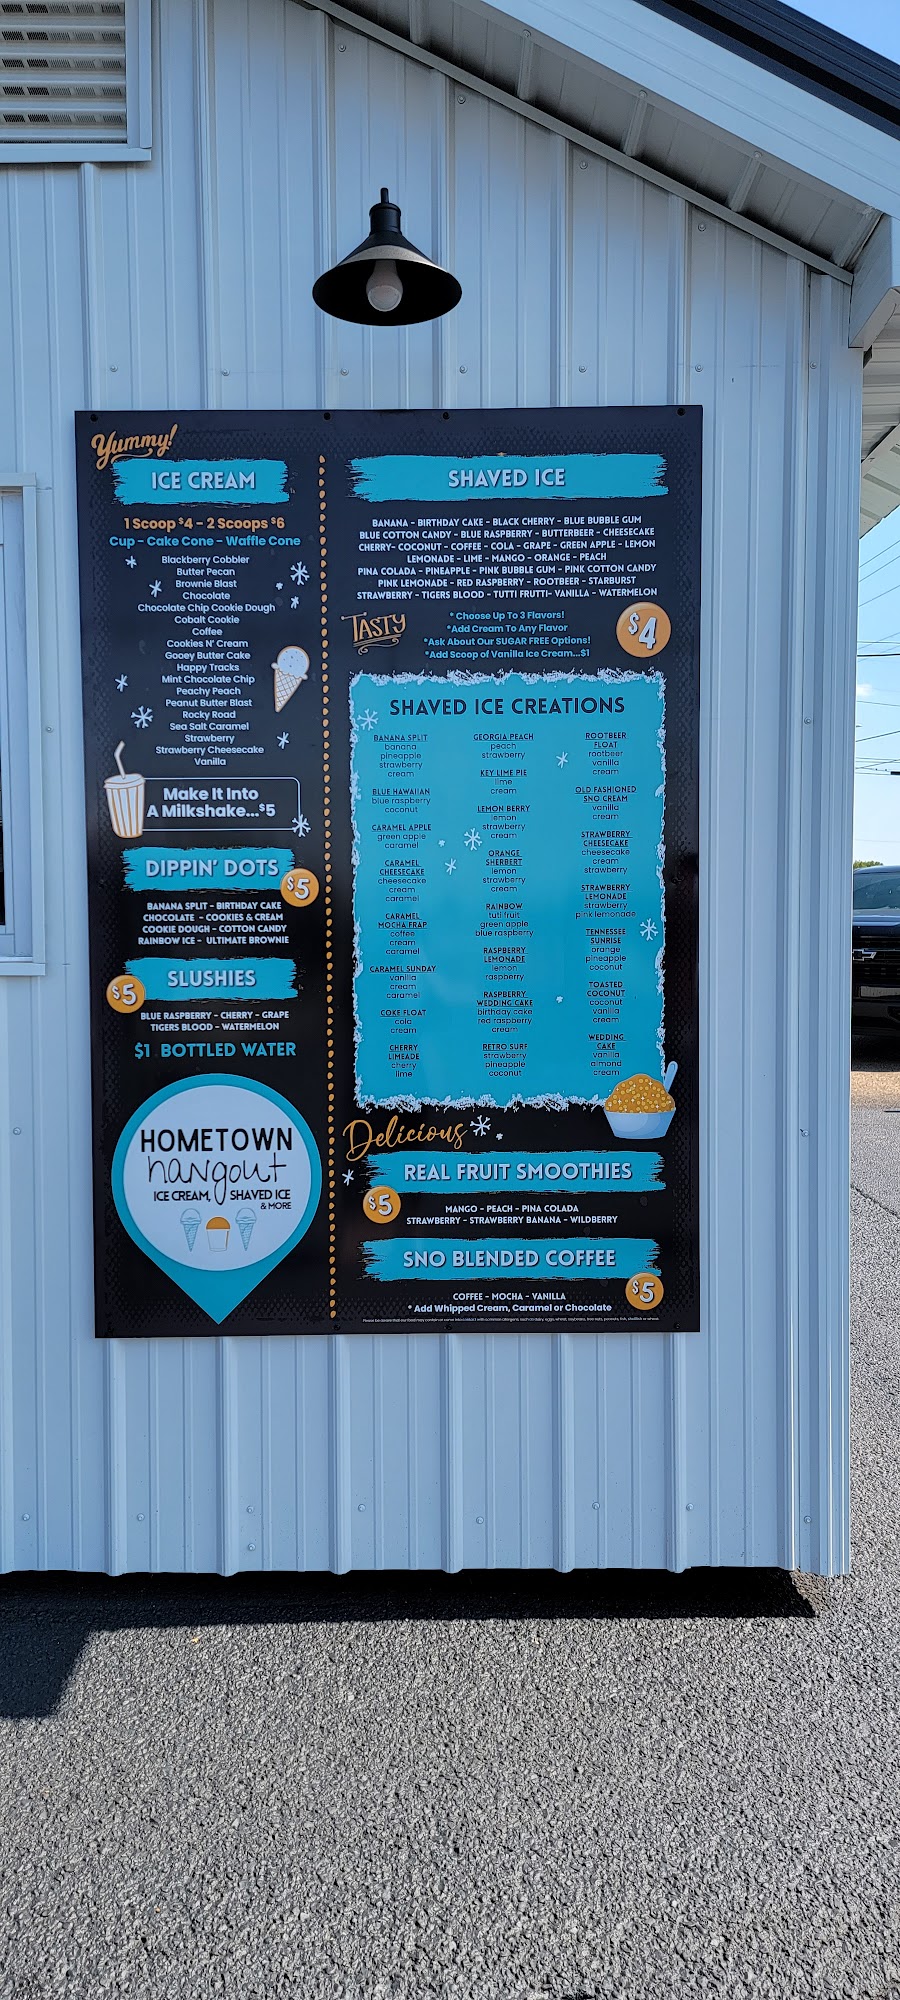 Yummy!
ICE CREAM
1 Scoop $4 - 2 Scoops $6
Cup - Cake Cone - Waffle Cone
Blackberry Cobbler
Butter Pecan
Brownie Blast
Chocolate
Chocolate Chip Cookie Dough
Cobalt Cookie
Coffee
Cookies N' Cream
Gooey Butter Cake
Happy Tracks
Mint Chocolate Chip
Peachy Peach
Peanut Butter Blast
Rocky Road
Sea Salt Caramel
Strawberry
Strawberry Cheesecake
Vanilla
Make It Into
A Milkshake...$5
DIPPIN' DOTS
$5
BANANA SPLIT - BIRTHDAY CAKE
CHOCOLATE - COOKIES & CREAM
COOKIE DOUGH - COTTON CANDY
RAINBOW ICE - ULTIMATE BROWNIE
SLUSHIES
$5
BLUE RASPBERRY - CHERRY - GRAPE
TIGERS BLOOD - WATERMELON
$1 BOTTLED WATER
HOMETOWN
hangout
ICE CREAM, SHAVED ICE
& MORE
SHAVED ICE
BANANA - BIRTHDAY CAKE - BLACK CHERRY - BLUE BUBBLE GUM
BLUE COTTON CANDY - BLUE RASPBERRY - BUTTERBEER - CHEESECAKE
CHERRY- COCONUT - COFFEE - COLA - GRAPE - GREEN APPLE - LEMON
LEMONADE - LIME - MANGO - ORANGE - PEACH
PINA COLADA - PINEAPPLE - PINK BUBBLE GUM - PINK COTTON CANDY
PINK LEMONADE - RED RASPBERRY - ROOTBEER - STARBURST
STRAWBERRY - TIGERS BLOOD - TUTTI FRUTTI- VANILLA - WATERMELON
TASTY
* Choose Up To 3 Flavors!
*Add Cream To Any Flavor
*Ask About Our SUGAR FREE Options!
*Add Scoop of Vanilla Ice Cream...$1
$4
SHAVED ICE CREATIONS
BANANA SPLIT
banana
pineapple
strawberry
cream
BLUE HAWAIIAN
blue raspberry
coconut
CARAMEL APPLE
green apple
caramel
CARAMEL
CHEESECAKE
cheesecake
cream
caramel
CARAMEL
MOCHA FRAP
coffee
cream
caramel
CARAMEL SUNDAY
vanilla
cream
caramel
COKE FLOAT
cola
cream
CHERRY
LIMEADE
cherry
lime
GEORGIA PEACH
peach
strawberry
KEY LIME PIE
lime
cream
LEMON BERRY
lemon
strawberry
cream
ORANGE
SHERBERT
lemon
strawberry
cream
RAINBOW
tuti fruit
green apple
blue raspberry
RASPBERRY
LEMONADE
lemon
raspberry
RASPBERRY
WEDDING CAKE
birthday cake
red raspberry
cream
RETRO SURF
strawberry
pineapple
coconut
ROOTBEER
FLOAT
rootbeer
vanilla
cream
OLD FASHIONED
SNO CREAM
vanilla
cream
STRAWBERRY
CHEESECAKE
cheesecake
cream
strawberry
STRAWBERRY
LEMONADE
strawberry
pink lemonade
TENNESSEE
SUNRISE
orange
pineapple
coconut
TOASTED
COCONUT
coconut
vanilla
cream
WEDDING
CAKE
vanilla
almond
cream
Delicious
REAL FRUIT SMOOTHIES
$5
MANGO - PEACH - PINA COLADA
STRAWBERRY - STRAWBERRY BANANA - WILDBERRY
SNO BLENDED COFFEE
$5
COFFEE - MOCHA - VANILLA
* Add Whipped Cream, Caramel or Chocolate